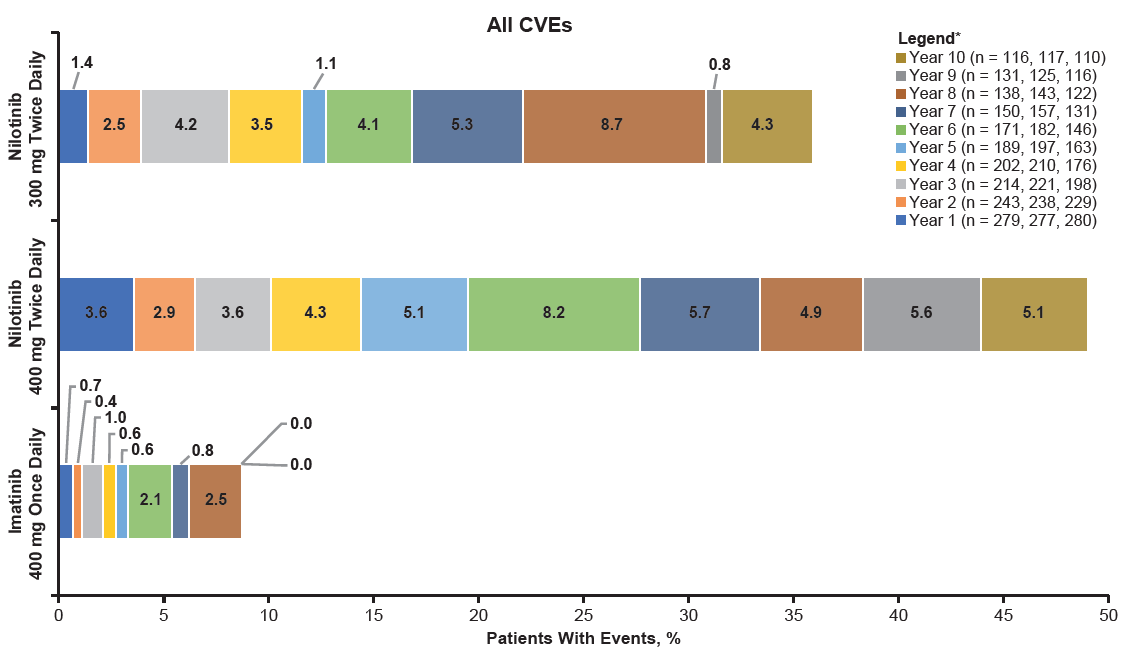 All CVEs
Legend*
Year 10 (n = 116, 117, 110)
Year 9 (n = 131, 125, 116)
Year 8 (n = 138, 143, 122)
Year 7 (n = 150, 157, 131)
Year 6 (n = 171, 182, 146)
Year 5 (n = 189, 197, 163)
Year 4 (n = 202, 210, 176)
Year 3 (n = 214, 221, 198)
Year 2 (n = 243, 238, 229)
Year 1 (n = 279, 277, 280)
Nilotinib
300 mg Twice Daily
1.4
2.5
4.2
3.5
1.1
4.1
5.3
8.7
0.8
4.3
Nilotinib
400 mg Twice Daily
3.6
2.9
3.6
4.3
5.1
8.2
5.7
4.9
5.6
5.1
Imatinib
400 mg Once Daily
0.7
0.4
1.0
0.6
0.6
2.1
0.8
2.5
0.0
0.0
0 5 10 15 20 25 30 35 40 45 50
Patients With Events, %